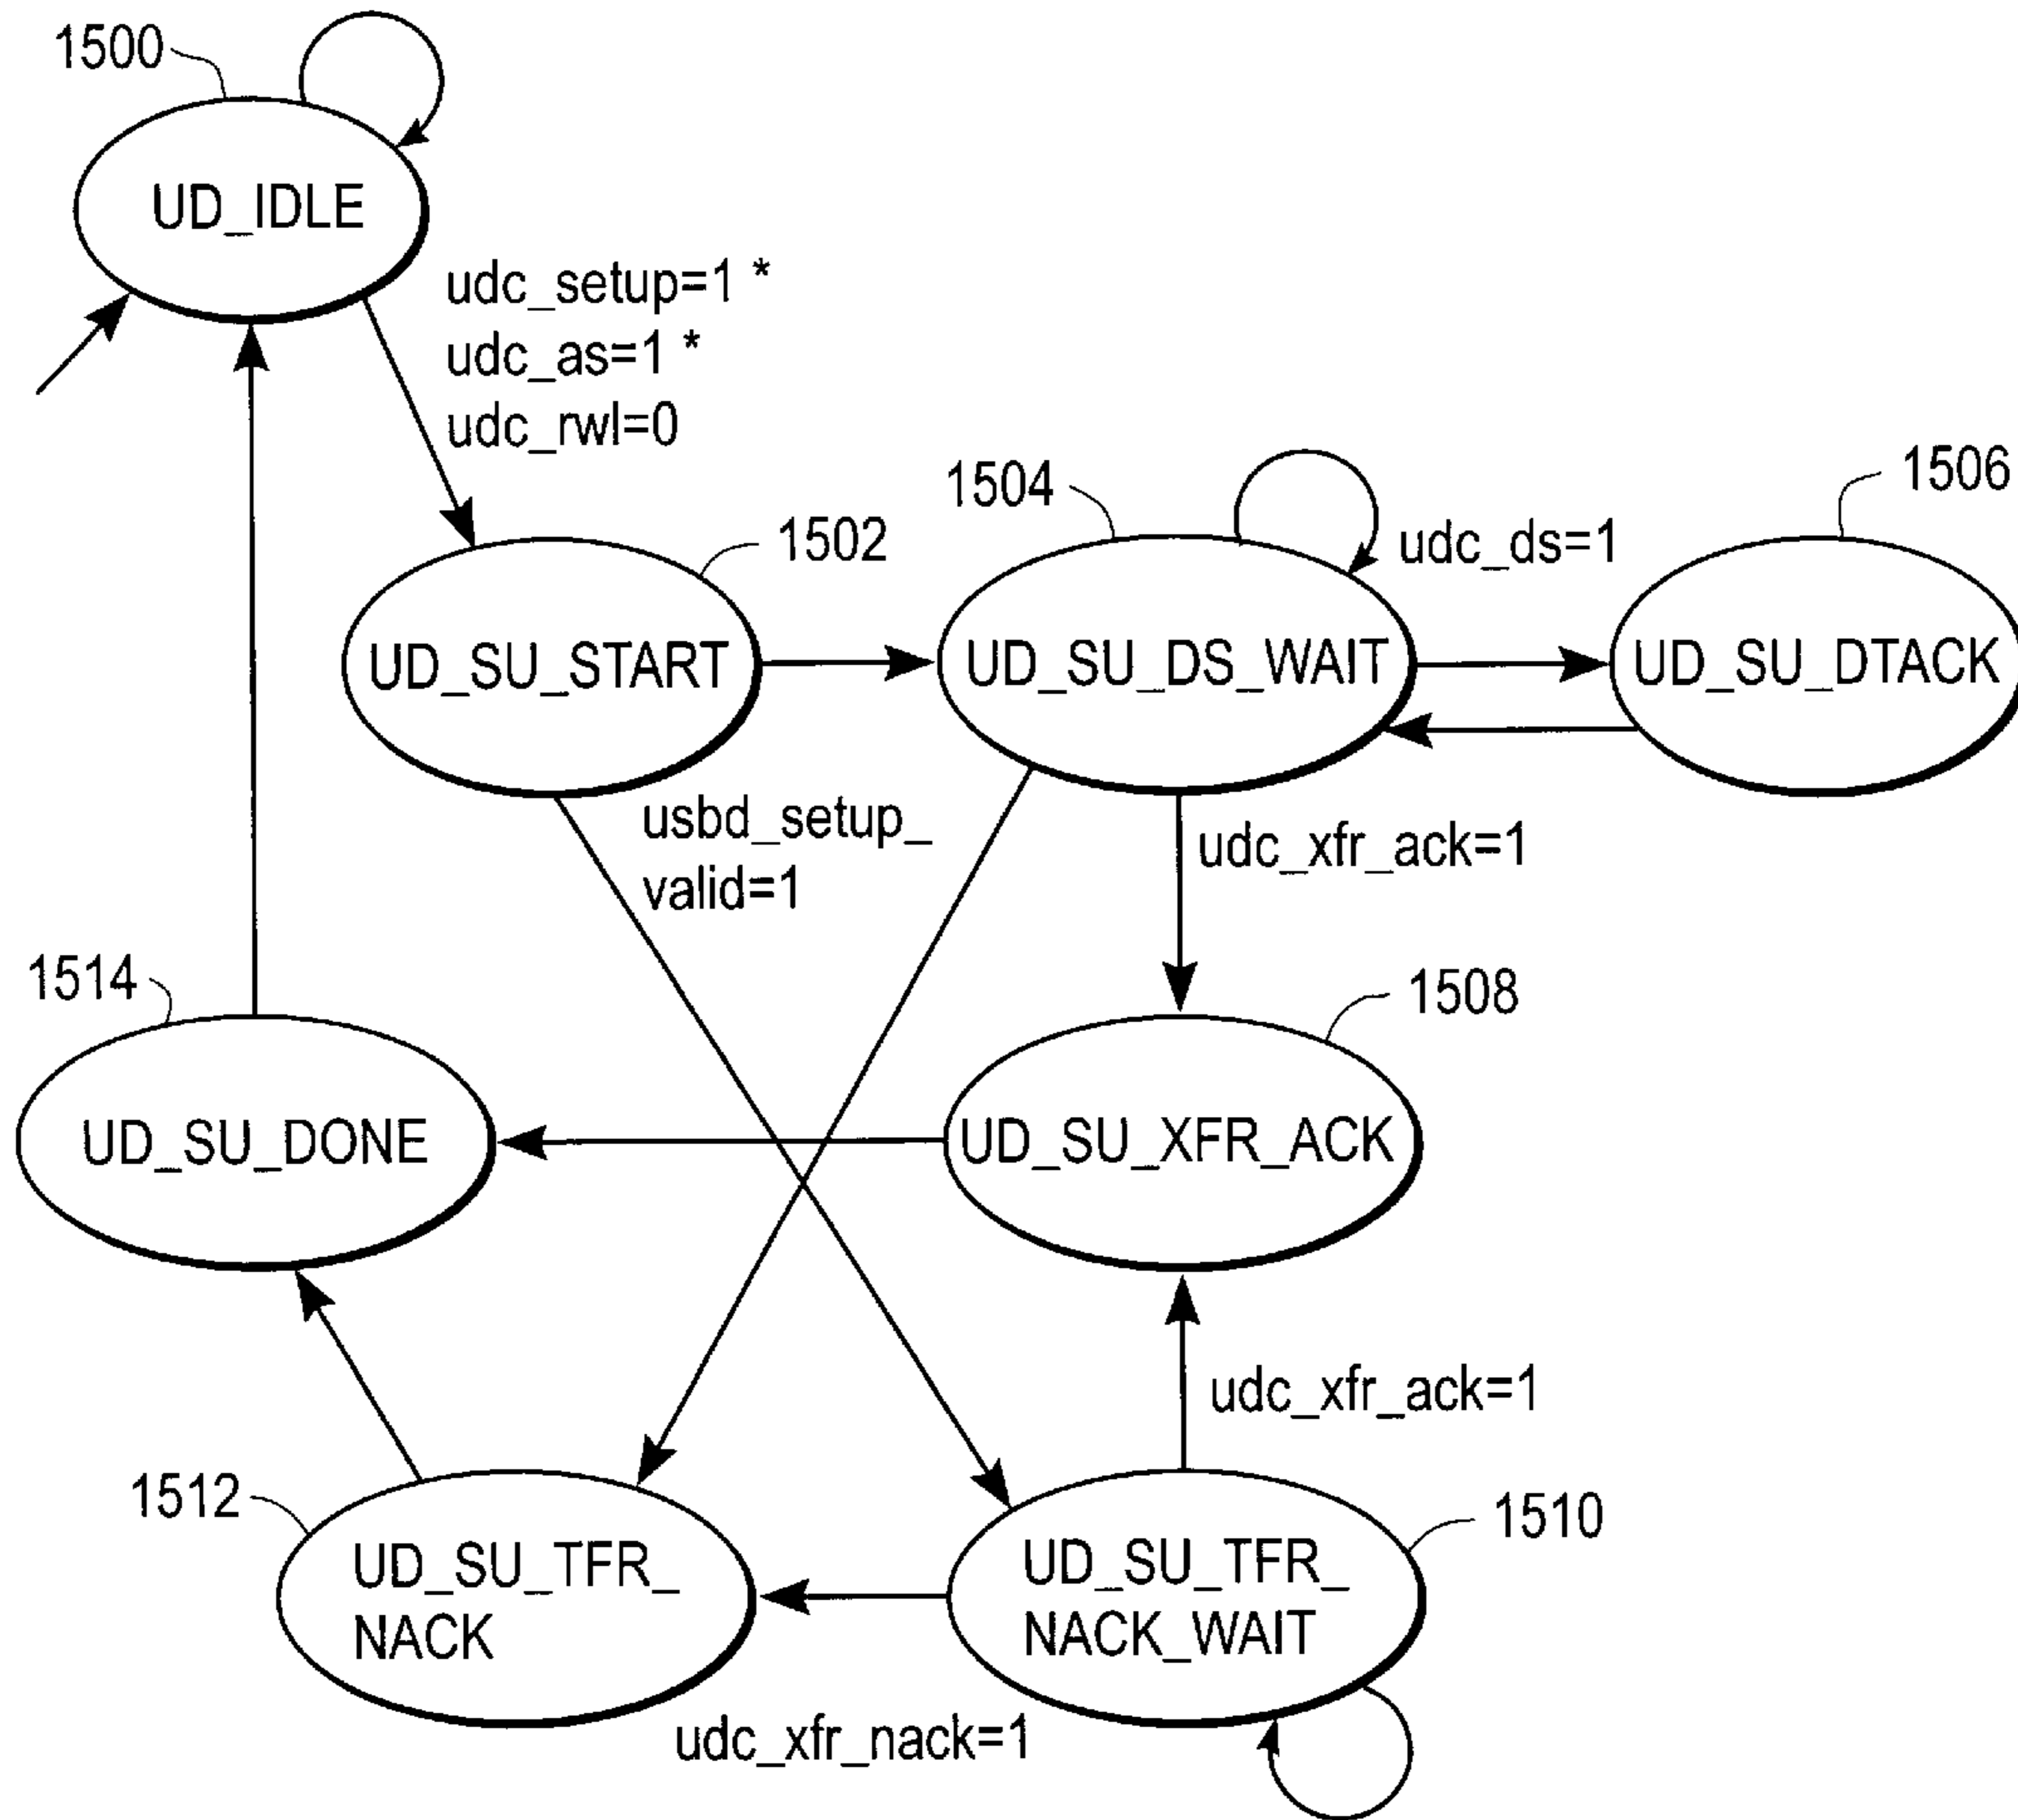 1500
UD_IDLE
udc_setup=1 *
udc_as=1 *
udc_rwl=0
1502
1504
1506
udc_ds=1
UD_SU_START
UD_SU_DS_WAIT
UD_SU_DTACK
usbd_setup_
valid=1
udc_xfr_ack=1
1514
1508
UD_SU_DONE
UD_SU_XFR_ACK
udc_xfr_ack=1
1512
1510
UD_SU_TFR_
NACK
UD_SU_TFR_
NACK_WAIT
udc_xfr_nack=1